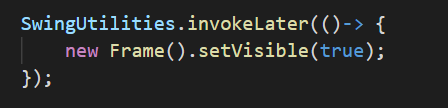 SwingUtilities.invokeLater(()-> {
    new Frame().setVisible(true);
});